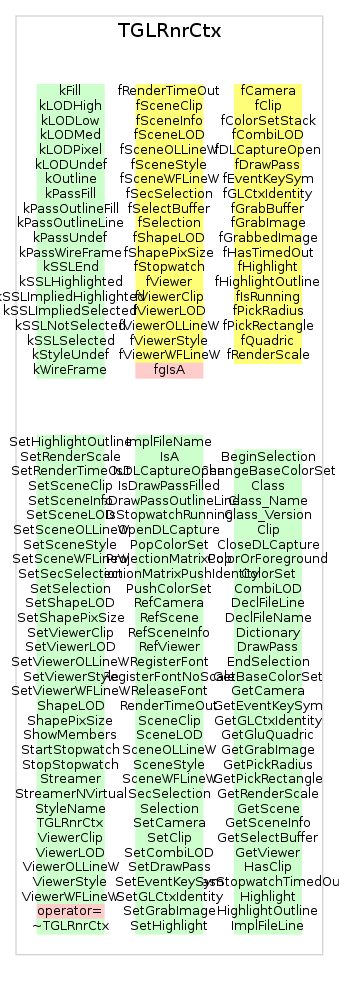 TGLRnrCtx
kFill
kLODHigh
kLODLow
kLODMed
kLODPixel
kLODUndef
kOutline
kPassFill
kPassOutlineFill
kPassOutlineLine
kPassUndef
kPassWireFrame
kSSLEnd
kSSLHighlighted
kSSLImpliedHighlighted
kSSLImpliedSelected
kSSLNotSelected
kSSLSelected
kStyleUndef
kWireFrame
fRenderTimeOut
fSceneClip
fSceneInfo
fSceneLOD
fSceneOLLineW
fSceneStyle
fSceneWFLineW
fSecSelection
fSelectBuffer
fSelection
fShapeLOD
fShapePixSize
fStopwatch
fViewer
fViewerClip
fViewerLOD
fViewerOLLineW
fViewerStyle
fViewerWFLineW
fgIsA
fCamera
fClip
fColorSetStack
fCombiLOD
fDLCaptureOpen
fDrawPass
fEventKeySym
fGLCtxIdentity
fGrabBuffer
fGrabImage
fGrabbedImage
fHasTimedOut
fHighlight
fHighlightOutline
fIsRunning
fPickRadius
fPickRectangle
fQuadric
fRenderScale
SetHighlightOutline
SetRenderScale
SetRenderTimeOut
SetSceneClip
SetSceneInfo
SetSceneLOD
SetSceneOLLineW
SetSceneStyle
SetSceneWFLineW
SetSecSelection
SetSelection
SetShapeLOD
SetShapePixSize
SetViewerClip
SetViewerLOD
SetViewerOLLineW
SetViewerStyle
SetViewerWFLineW
ShapeLOD
ShapePixSize
ShowMembers
StartStopwatch
StopStopwatch
Streamer
StreamerNVirtual
StyleName
TGLRnrCtx
ViewerClip
ViewerLOD
ViewerOLLineW
ViewerStyle
ViewerWFLineW
operator=
~TGLRnrCtx
ImplFileName
IsA
IsDLCaptureOpen
IsDrawPassFilled
IsDrawPassOutlineLine
IsStopwatchRunning
OpenDLCapture
PopColorSet
ProjectionMatrixPop
ectionMatrixPushIdentity
PushColorSet
RefCamera
RefScene
RefSceneInfo
RefViewer
RegisterFont
RegisterFontNoScale
ReleaseFont
RenderTimeOut
SceneClip
SceneLOD
SceneOLLineW
SceneStyle
SceneWFLineW
SecSelection
Selection
SetCamera
SetClip
SetCombiLOD
SetDrawPass
SetEventKeySym
SetGLCtxIdentity
SetGrabImage
SetHighlight
BeginSelection
ChangeBaseColorSet
Class
Class_Name
Class_Version
Clip
CloseDLCapture
ColorOrForeground
ColorSet
CombiLOD
DeclFileLine
DeclFileName
Dictionary
DrawPass
EndSelection
GetBaseColorSet
GetCamera
GetEventKeySym
GetGLCtxIdentity
GetGluQuadric
GetGrabImage
GetPickRadius
GetPickRectangle
GetRenderScale
GetScene
GetSceneInfo
GetSelectBuffer
GetViewer
HasClip
StopwatchTimedOu
Highlight
HighlightOutline
ImplFileLine